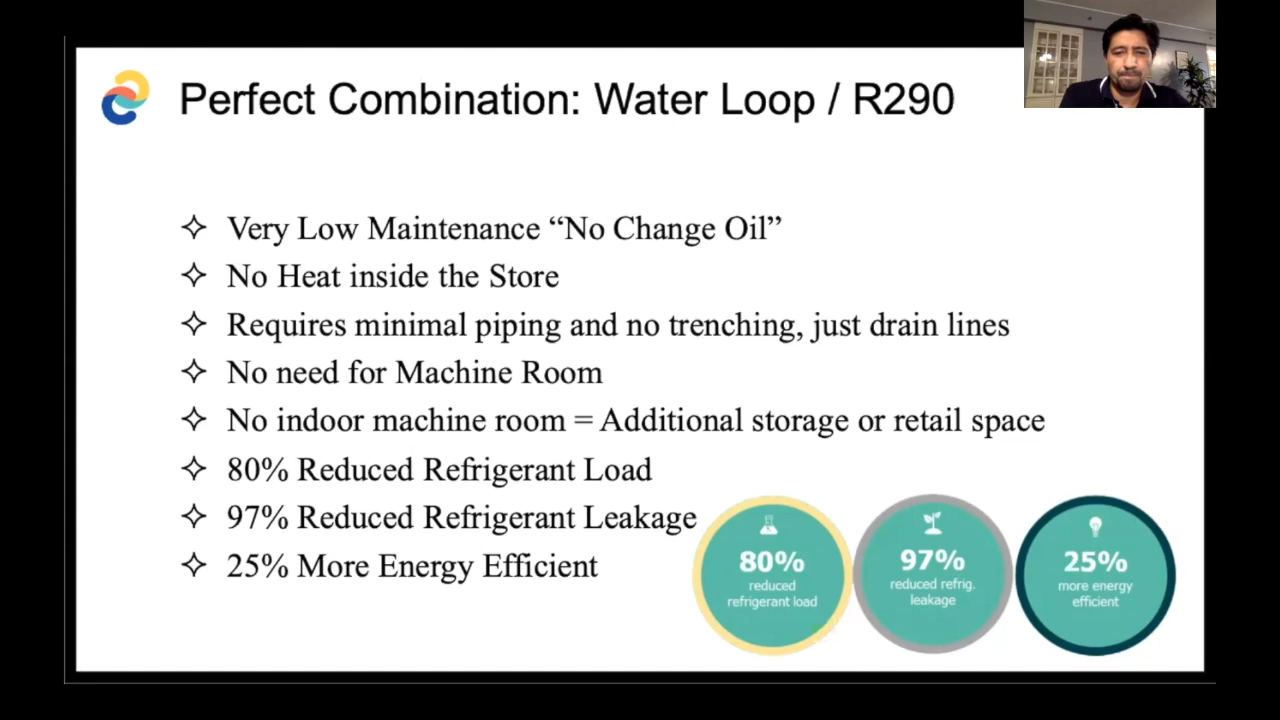 Perfect Combination: Water Loop / R290
✧ Very Low Maintenance “No Change Oil”
✧ No Heat inside the Store
✧ Requires minimal piping and no trenching, just drain lines
✧ No need for Machine Room
✧ No indoor machine room = Additional storage or retail space
✧ 80% Reduced Refrigerant Load
✧ 97% Reduced Refrigerant Leakage
✧ 25% More Energy Efficient
80%
reduced
refrigerant load
97%
reduced refrig.
leakage
25%
more energy
efficient